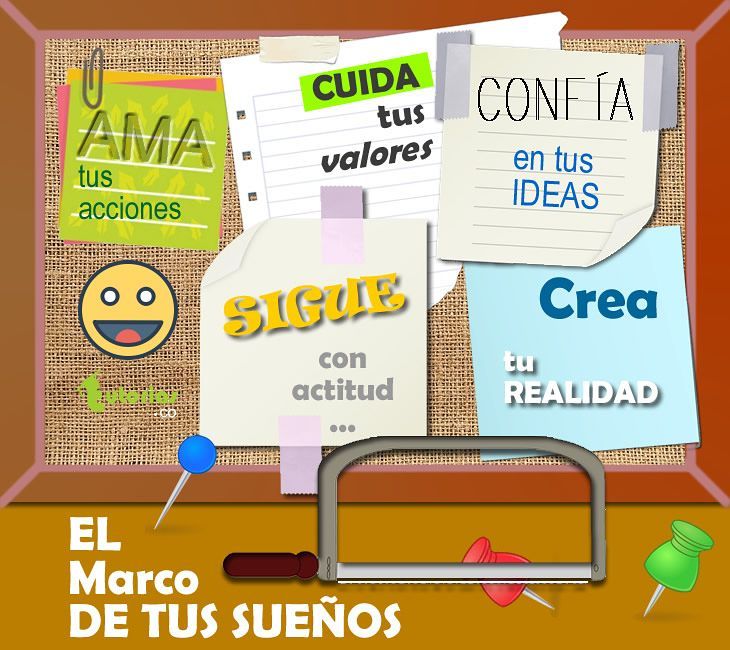 AMA
tus
acciones
CUIDA
tus
valores
CONFÍA
en tus
IDEAS
SIGUE
con
actitud
...
Crea
tu
REALIDAD
tutorias
.co
EL
Marco
DE TUS SUEÑOS